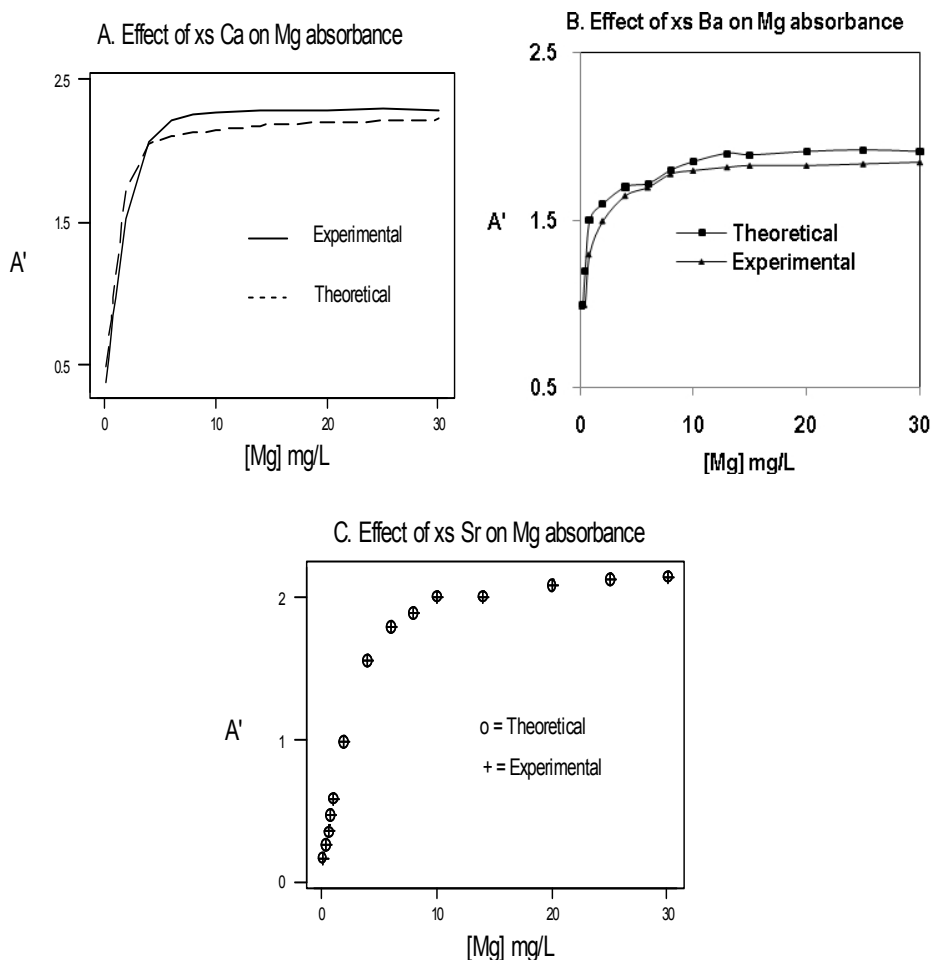 A. Effect of xs Ca on Mg absorbance
2.5
1.5
0.5
A'
Experimental
Theoretical
0
10
20
30
[Mg] mg/L
B. Effect of xs Ba on Mg absorbance
2.5
1.5
0.5
A'
Theoretical
Experimental
0
10
20
30
[Mg] mg/L
C. Effect of xs Sr on Mg absorbance
2
1
0
A'
o = Theoretical
+ = Experimental
0
10
20
30
[Mg] mg/L